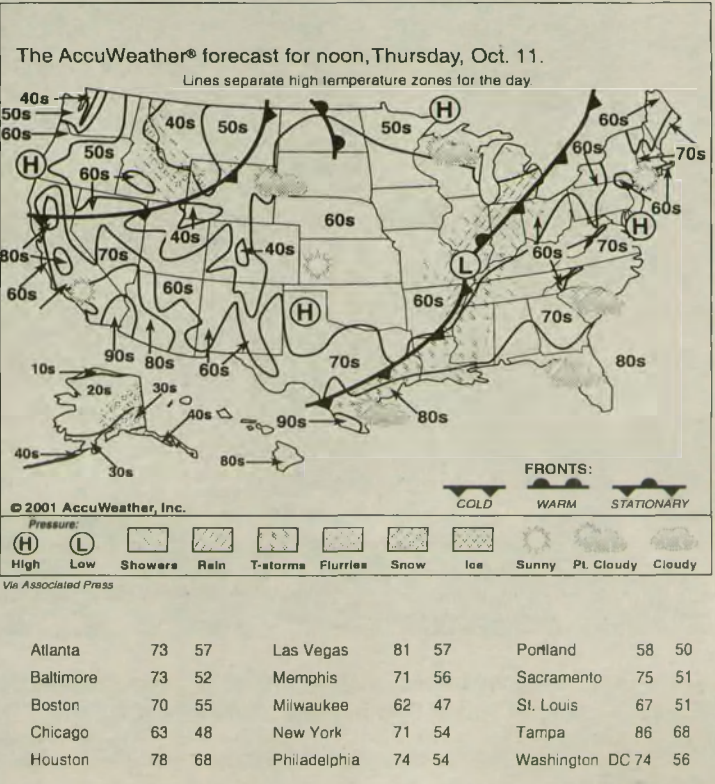 The AccuWeather® forecast for noon, Thursday, Oct. 11.
Lines separate high temperature zones for the day.
40s
50s
60s
50s
60s
40s
50s
50s
60s
60s
70s
60s
H
H
H
80s
60s
70s
40s
40s
60s
60s
60s
70s
L
H
60s
70s
90s
80s
60s
70s
80s
10s
20s
30s
40s
40s
30s
90s
80s
80s
FRONTS:
COLD WARM STATIONARY
© 2001 AccuWeather, Inc.
Pressure:
H L
High Low Showers Rain T-storms Flurries Snow Ice Sunny Pt. Cloudy Cloudy
Via Associated Press
Atlanta 73 57 Las Vegas 81 57 Portland 58 50
Baltimore 73 52 Memphis 71 56 Sacramento 75 51
Boston 70 55 Milwaukee 62 47 St. Louis 67 51
Chicago 63 48 New York 71 54 Tampa 86 68
Houston 78 68 Philadelphia 74 54 Washington DC 74 56